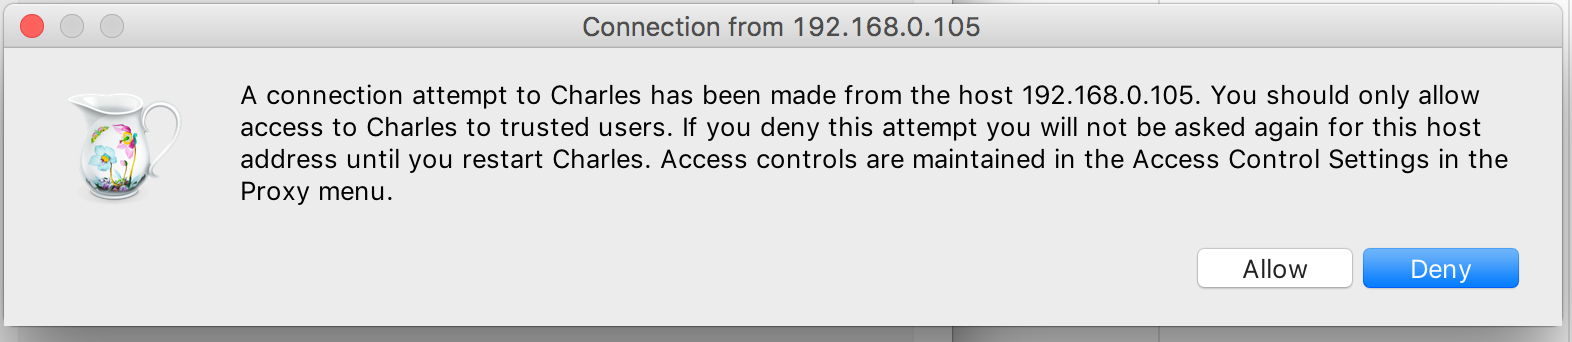 Connection from 192.168.0.105
A connection attempt to Charles has been made from the host 192.168.0.105. You should only allow
access to Charles to trusted users. If you deny this attempt you will not be asked again for this host
address until you restart Charles. Access controls are maintained in the Access Control Settings in the
Proxy menu.
Allow Deny